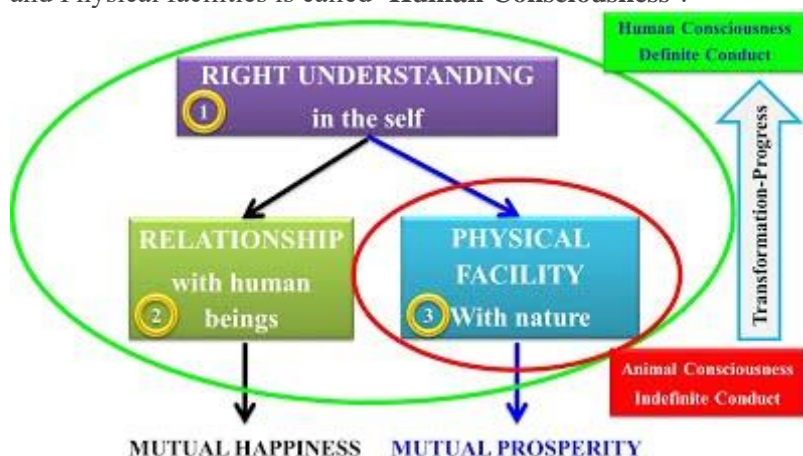 and Physical facilities is called "Human Consciousness".
Human Consciousness
Definite Conduct
RIGHT UNDERSTANDING
1
in the self
Transformation-Progress
RELATIONSHIP
with human
beings
2
PHYSICAL
FACILITY
With nature
3
Animal Consciousness
Indefinite Conduct
MUTUAL HAPPINESS
MUTUAL PROSPERITY